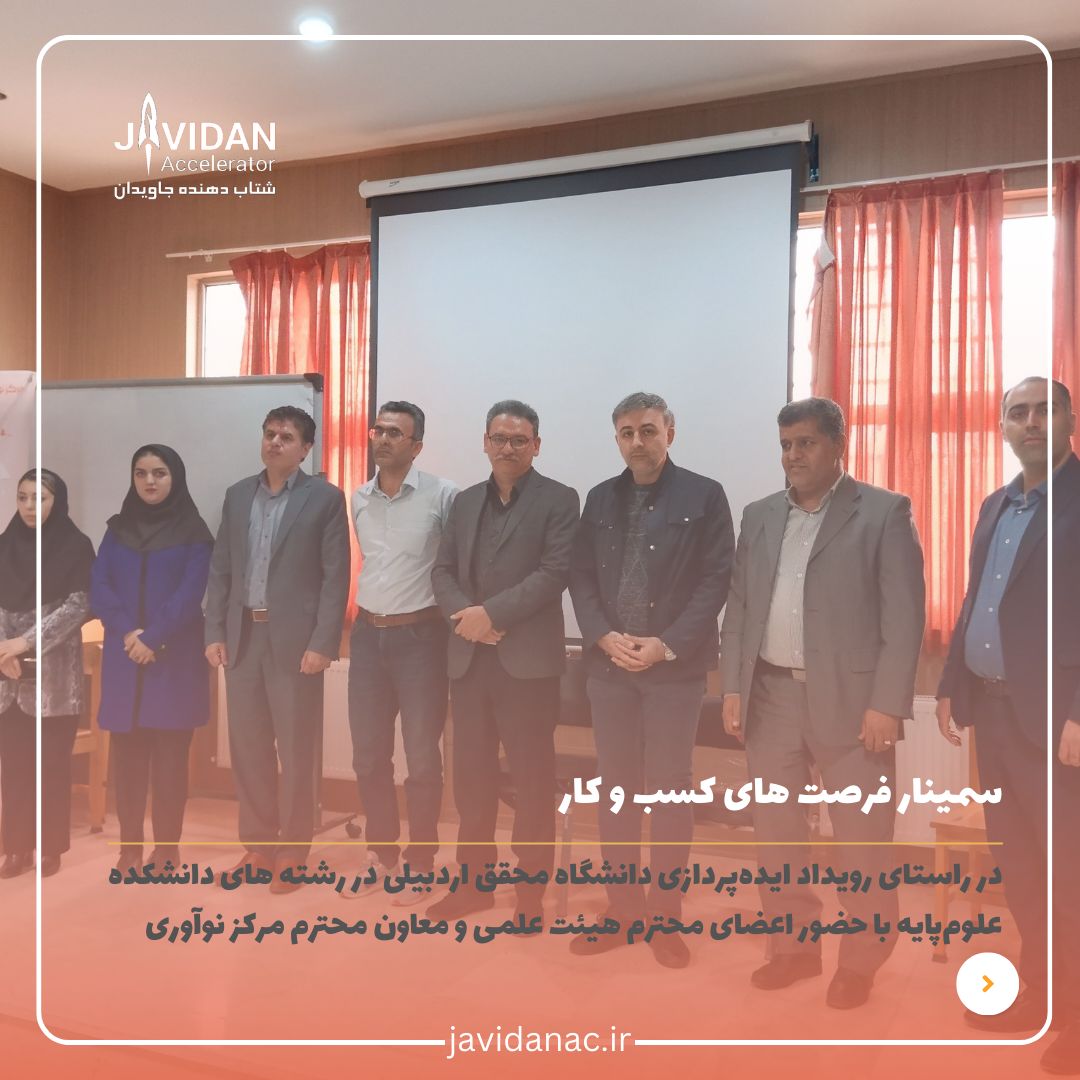 JAVIDAN
Accelerator
شتاب دهنده جاویدان
سمینار فرصت های کسب و کار
در راستای رویداد ایده‌پردازی دانشگاه محقق اردبیلی در رشته های دانشکده
علوم‌پایه با حضور اعضای محترم هیئت علمی و معاون محترم مرکز نوآوری
javidanac.ir